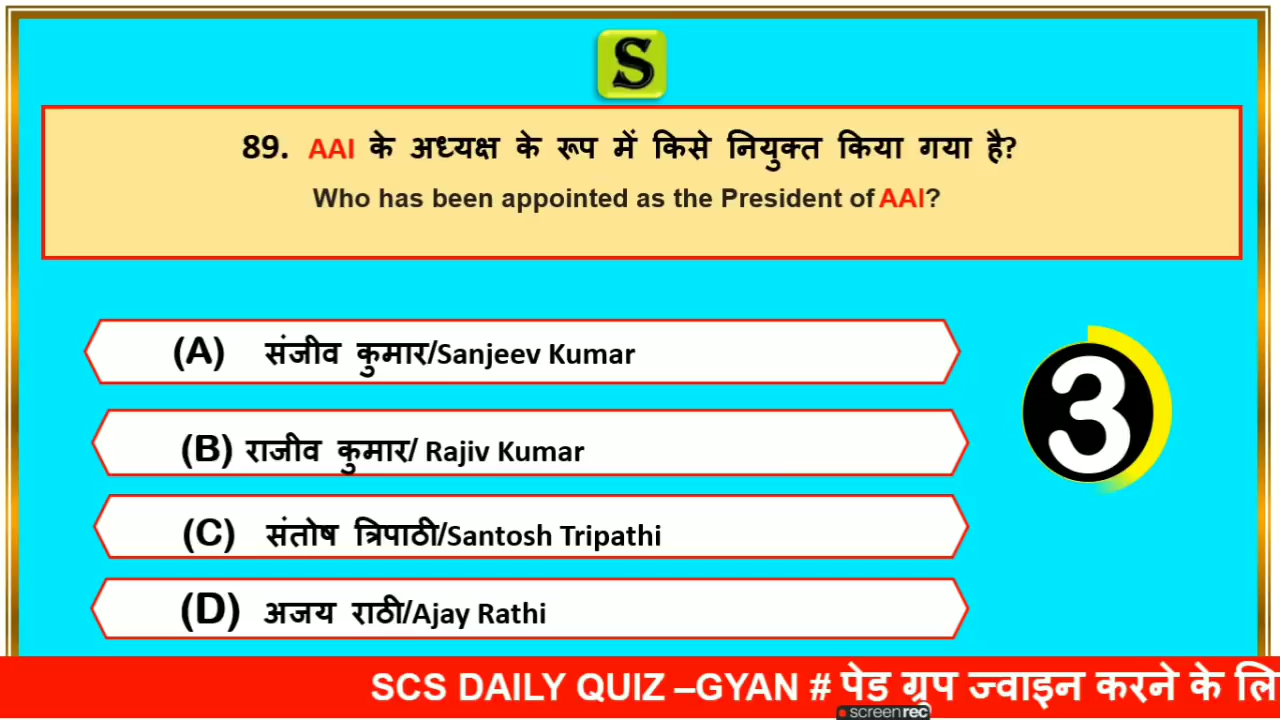 S
89. AAI के अध्यक्ष के रूप में किसे नियुक्त किया गया है?
Who has been appointed as the President of AAI?
(A) संजीव कुमार/Sanjeev Kumar
(B) राजीव कुमार/ Rajiv Kumar
3
(C) संतोष त्रिपाठी/Santosh Tripathi
(D) अजय राठी/Ajay Rathi
SCS DAILY QUIZ –GYAN # पेड ग्रुप ज्वाइन करने के लि
screenrec